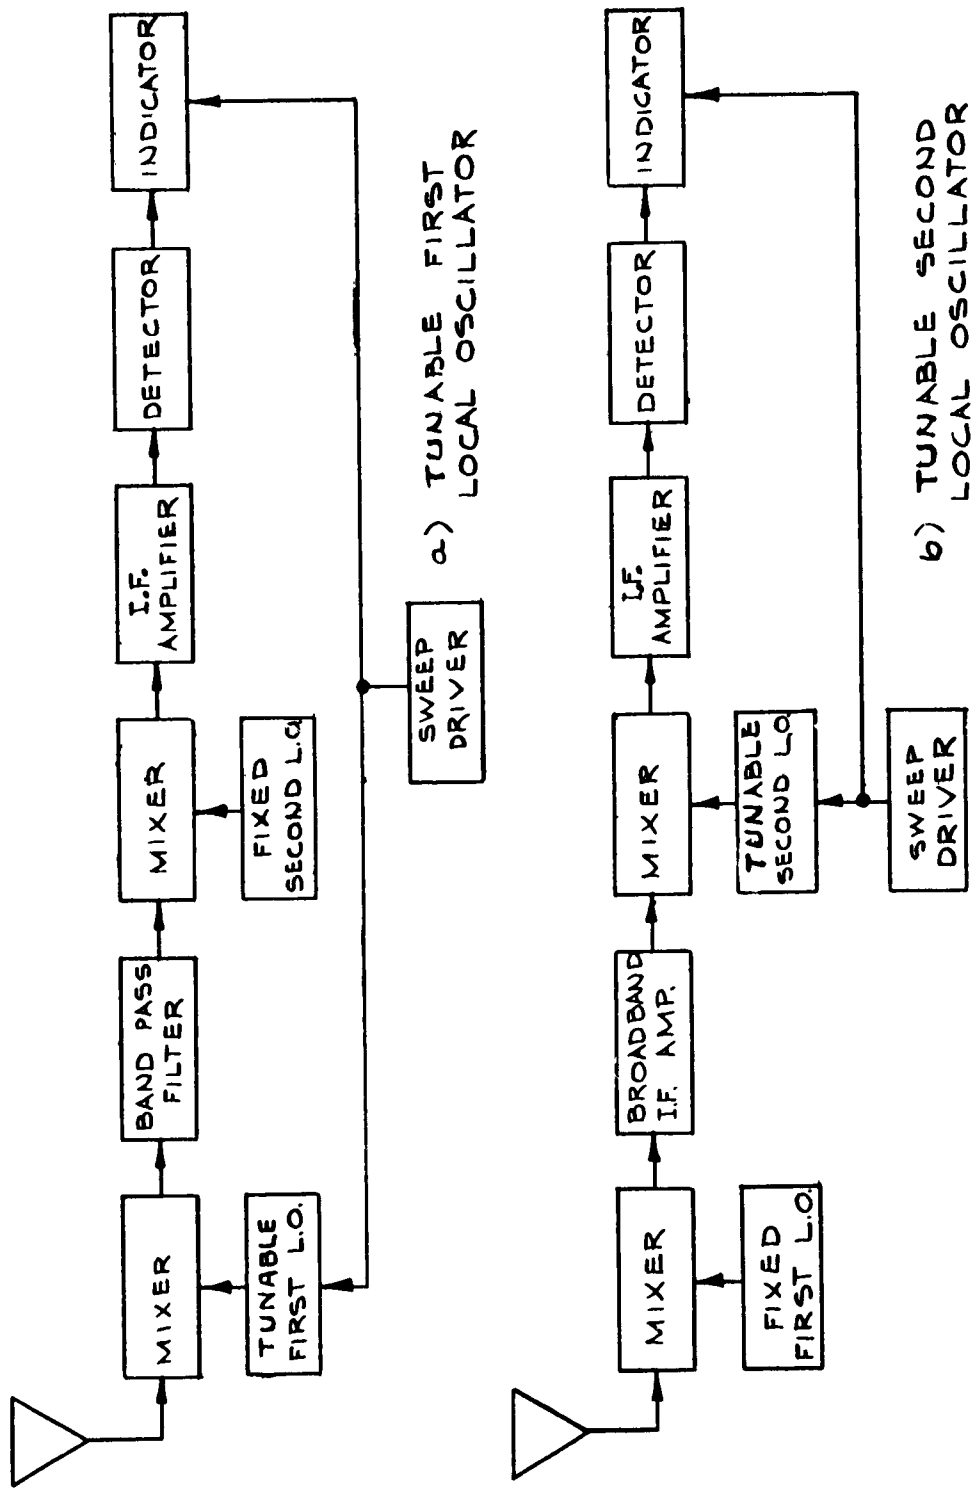 MIXER
BAND PASS
FILTER
MIXER
I.F.
AMPLIFIER
DETECTOR
INDICATOR
TUNABLE
FIRST L.O.
FIXED
SECOND L.O.
SWEEP
DRIVER
a) TUNABLE FIRST
LOCAL OSCILLATOR
MIXER
BROADBAND
I.F. AMP.
MIXER
I.F.
AMPLIFIER
DETECTOR
INDICATOR
FIXED
FIRST L.O.
TUNABLE
SECOND L.O.
SWEEP
DRIVER
b) TUNABLE SECOND
LOCAL OSCILLATOR